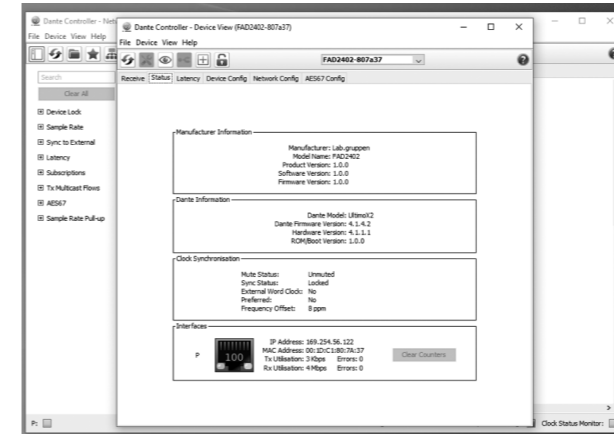 Dante Controller - Net
File Device View Help
Search
Clear All
Device Lock
Sample Rate
Sync to External
Latency
Subscriptions
Tx Multicast Flows
AES67
Sample Rate Pull-up
P:
Clock Status Monitor:
Dante Controller - Device View (FAD2402-807a37)
File Device View Help
FAD2402-807a37
Receive Status Latency Device Config Network Config AES67 Config
Manufacturer Information
Manufacturer: Lab.gruppen
Model Name: FAD2402
Product Version: 1.0.0
Software Version: 1.0.0
Firmware Version: 1.0.0
Dante Information
Dante Model: UltimoX2
Dante Firmware Version: 4.1.4.2
Hardware Version: 4.1.1.1
ROM/Boot Version: 1.0.0
Clock Synchronisation
Mute Status: Unmuted
Sync Status: Locked
External Word Clock: No
Preferred: No
Frequency Offset: 8 ppm
Interfaces
P
100
IP Address: 169.254.56.122
MAC Address: 00:1D:C1:80:7A:37
Tx Utilisation: 3 Kbps Errors: 0
Rx Utilisation: 4 Mbps Errors: 0
Clear Counters